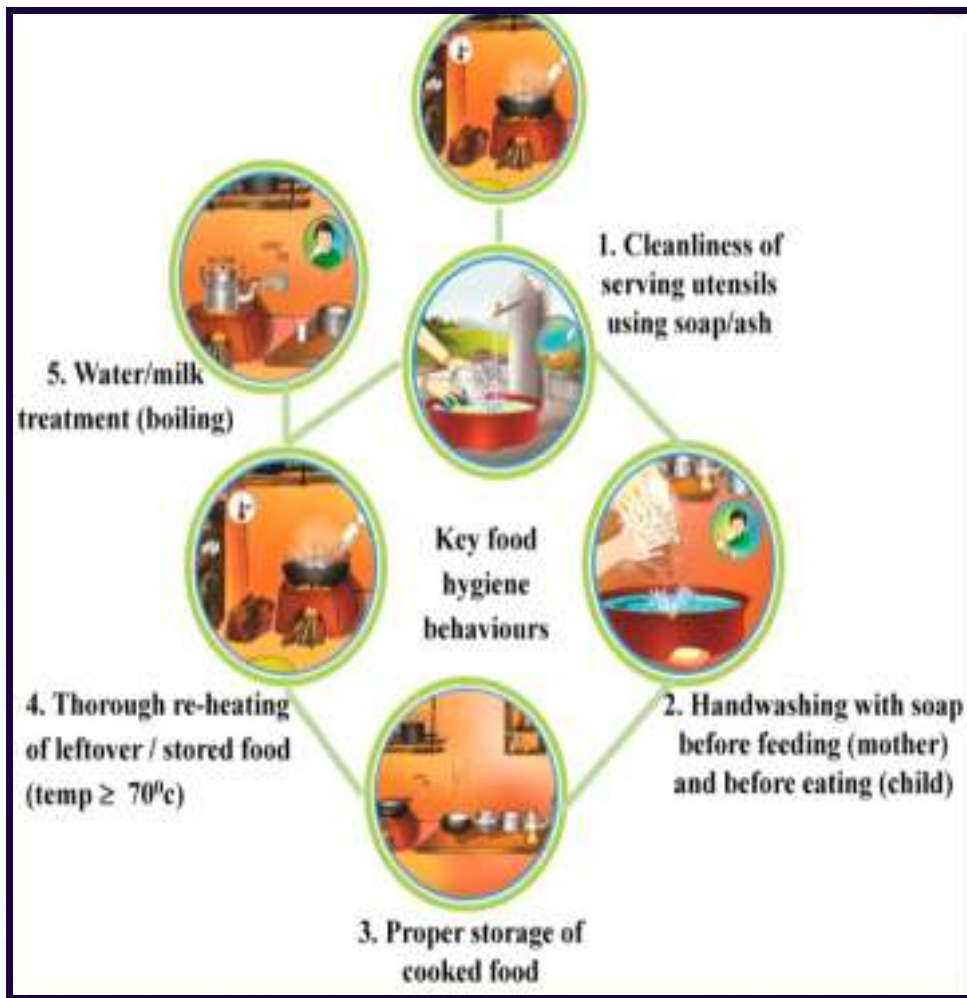 1. Cleanliness of
serving utensils
using soap/ash
5. Water/milk
treatment (boiling)
Key food
hygiene
behaviours
4. Thorough re-heating
of leftover / stored food
(temp ≥ 70⁰c)
2. Handwashing with soap
before feeding (mother)
and before eating (child)
3. Proper storage of
cooked food